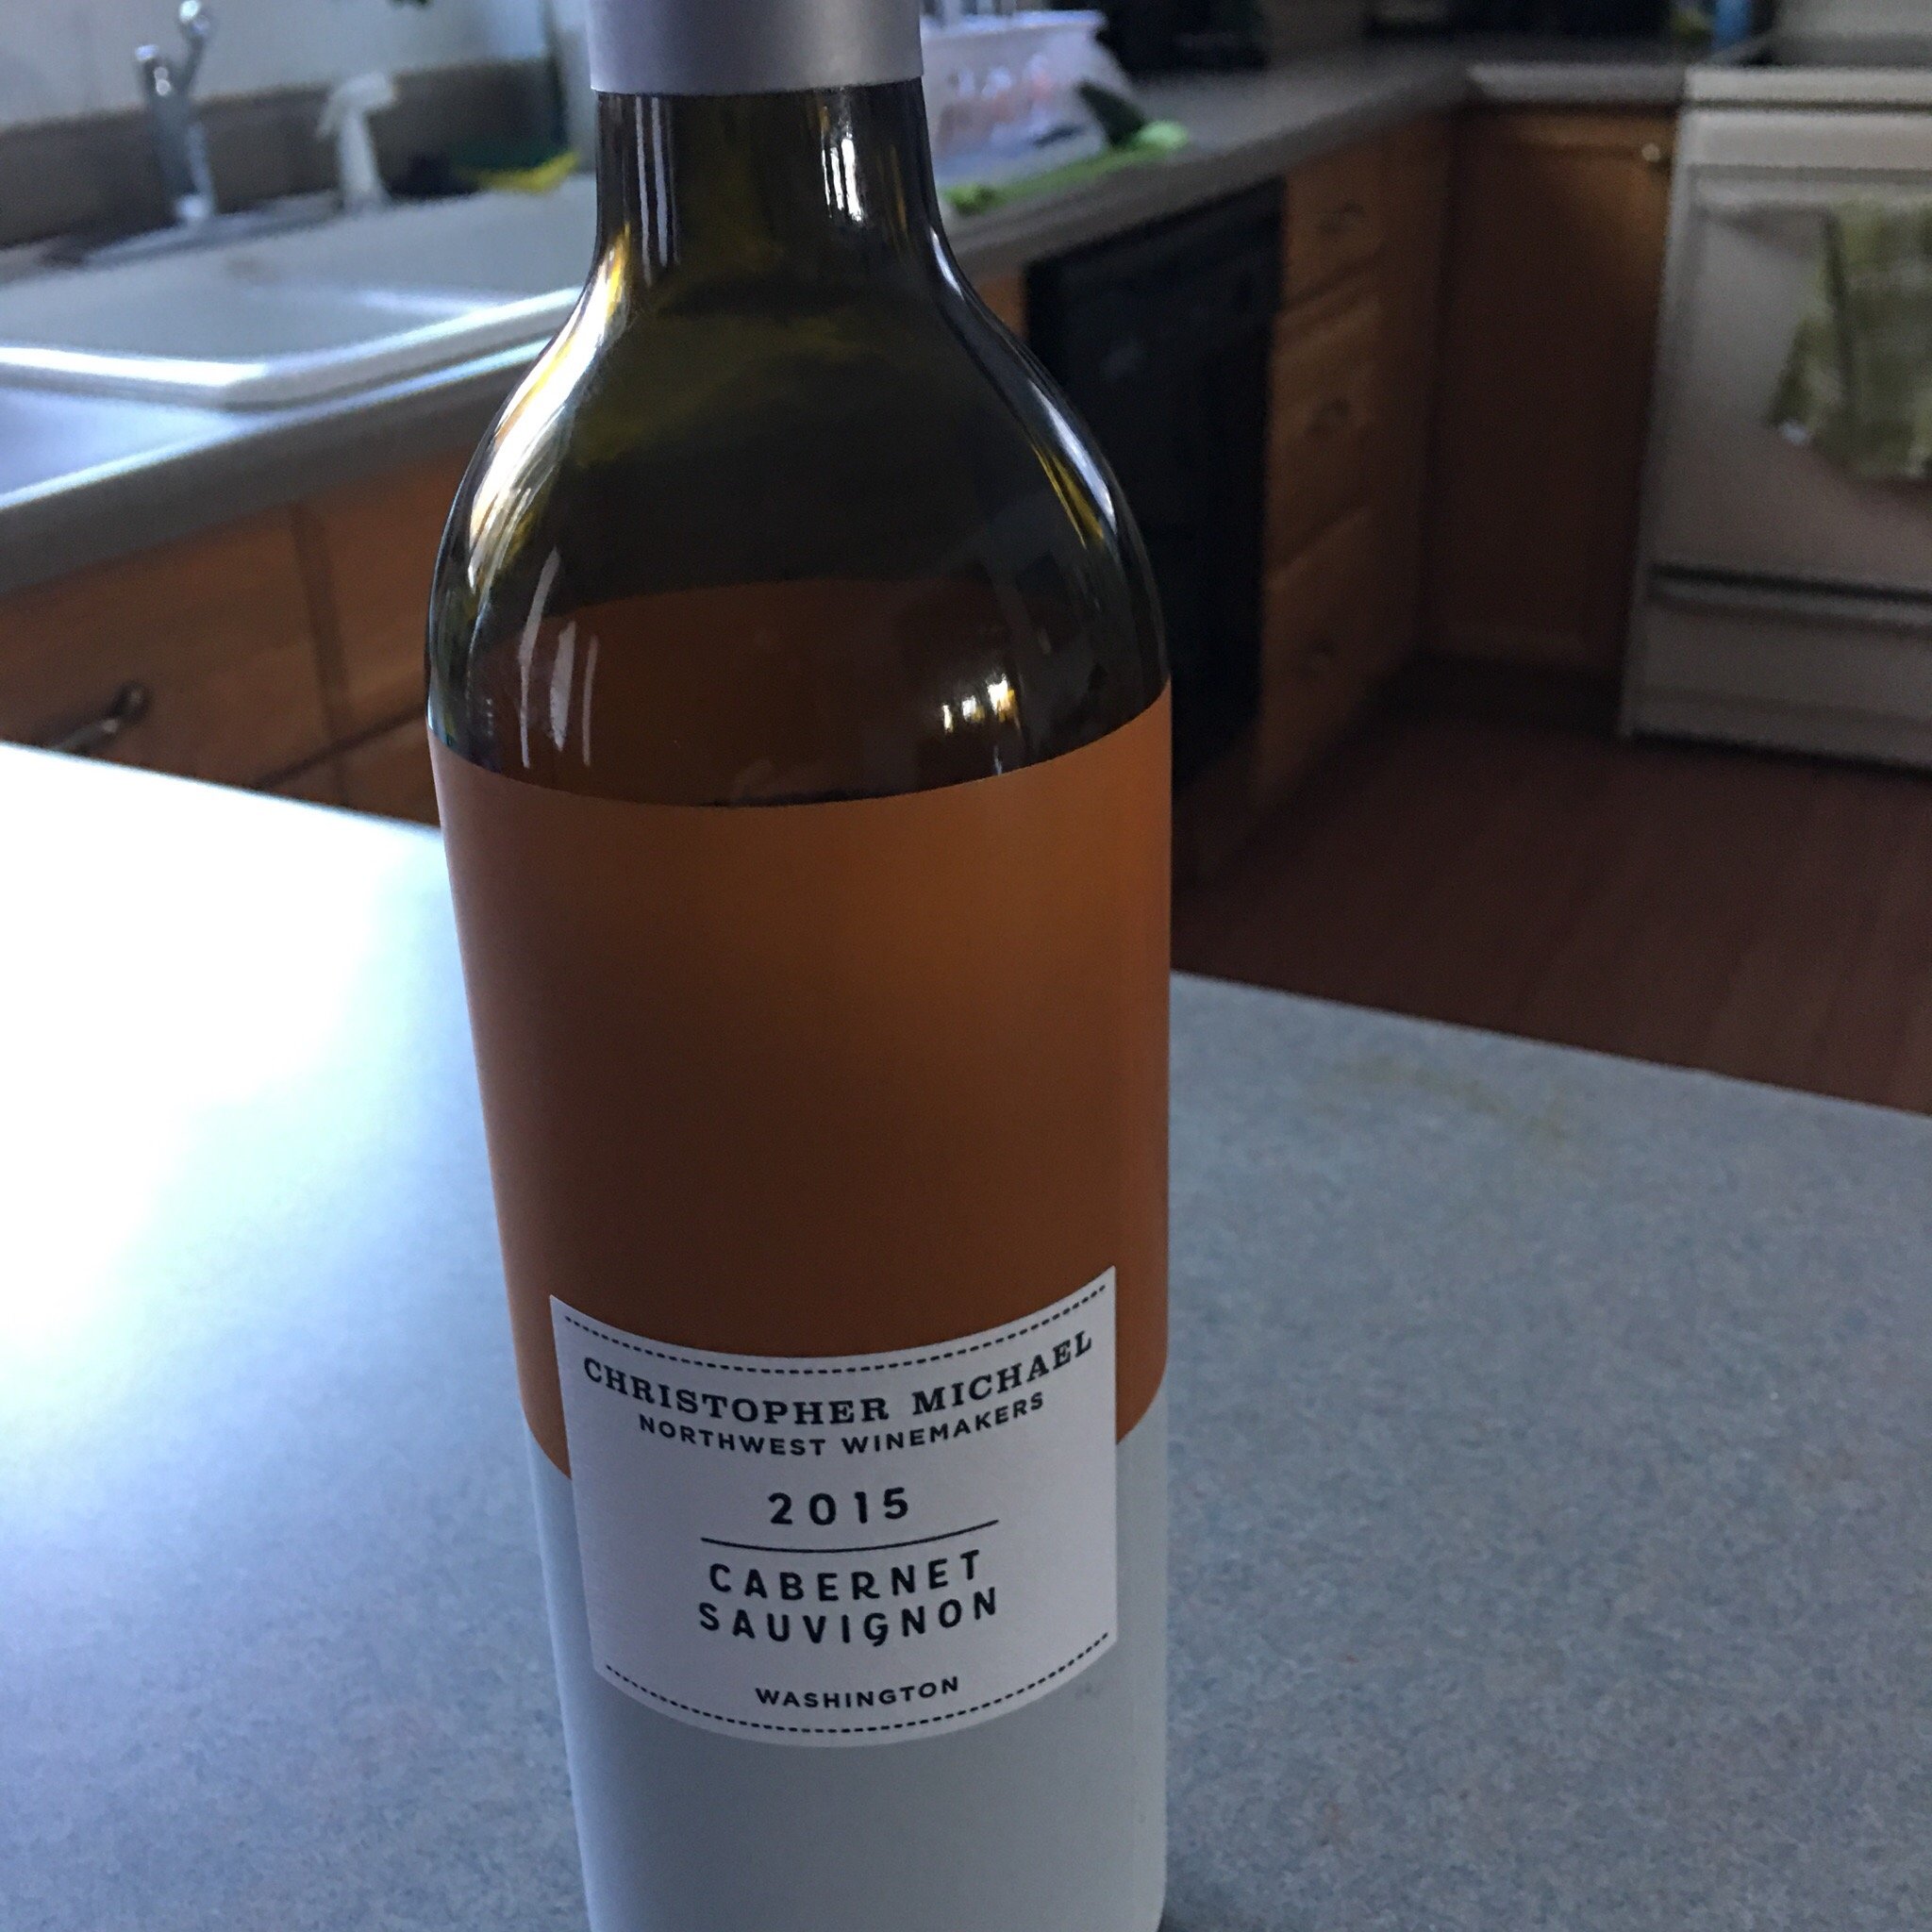 CHRISTOPHER MICHAEL
NORTHWEST WINEMAKERS
2015
CABERNET
SAUVIGNON
WASHINGTON